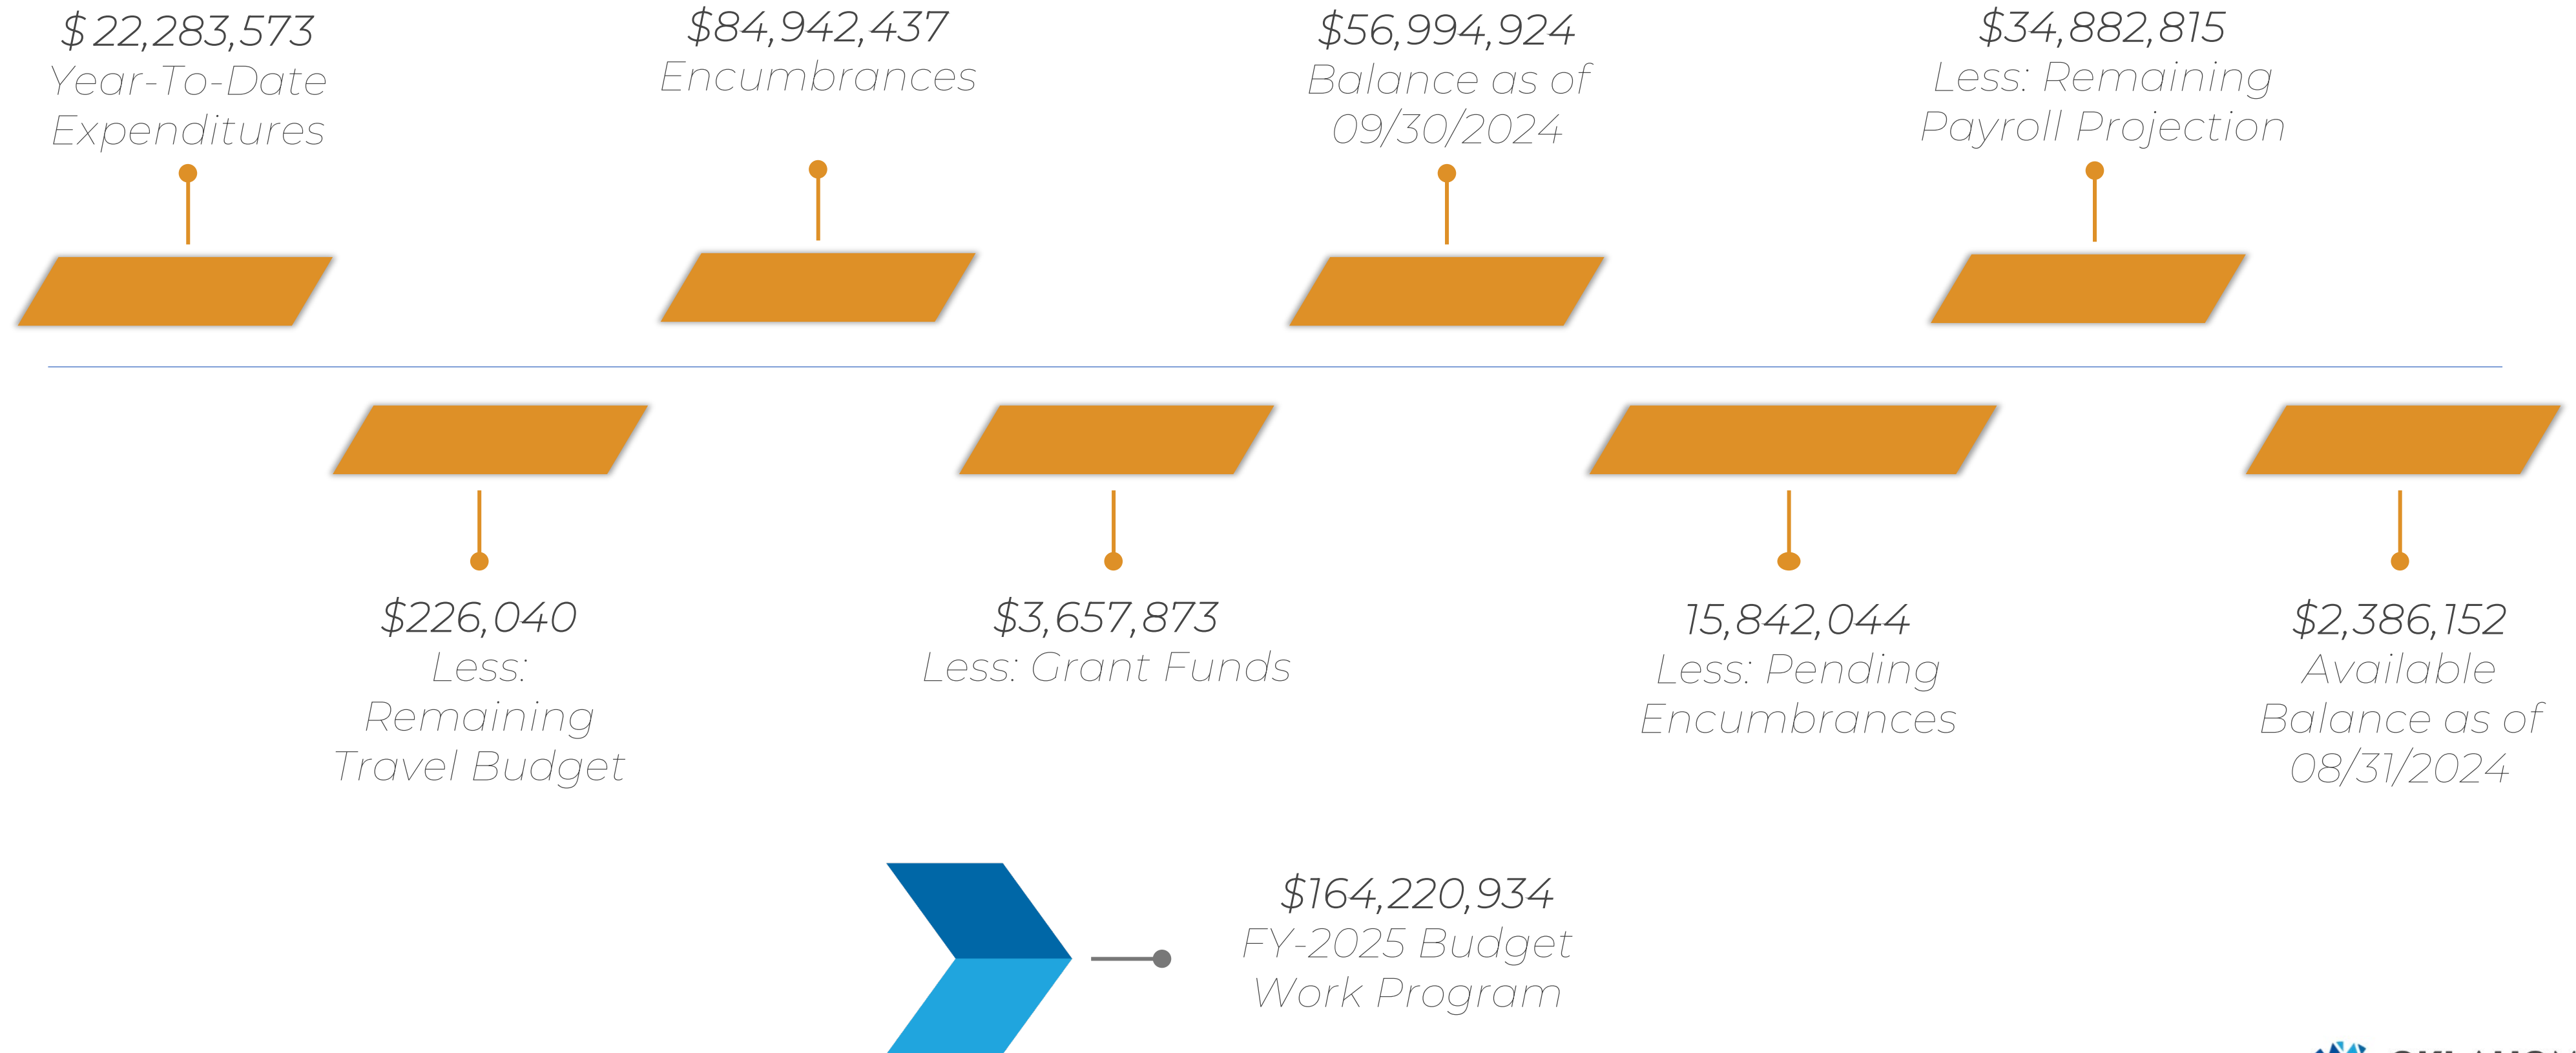 $ 22,283,573
Year-To-Date
Expenditures
$84,942,437
Encumbrances
$56,994,924
Balance as of
09/30/2024
$34,882,815
Less: Remaining
Payroll Projection
$226,040
Less:
Remaining
Travel Budget
$3,657,873
Less: Grant Funds
15,842,044
Less: Pending
Encumbrances
$2,386,152
Available
Balance as of
08/31/2024
$164,220,934
FY-2025 Budget
Work Program